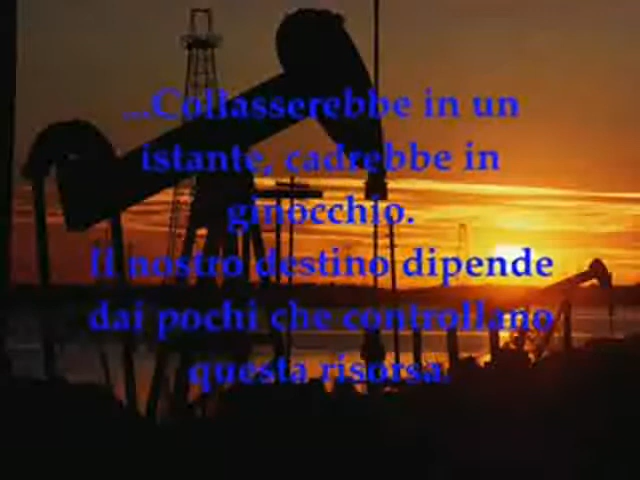 ...Collasserebbe in un
istante, cadrebbe in
ginocchio.
Il nostro destino dipende
dai pochi che controllano
questa risorsa.